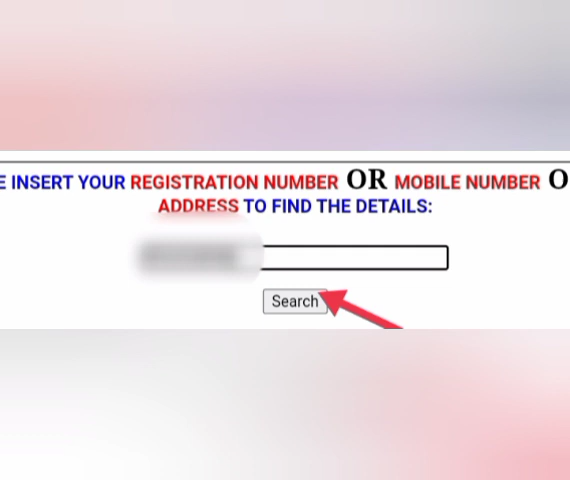 E INSERT YOUR REGISTRATION NUMBER OR MOBILE NUMBER O
ADDRESS TO FIND THE DETAILS:
Search